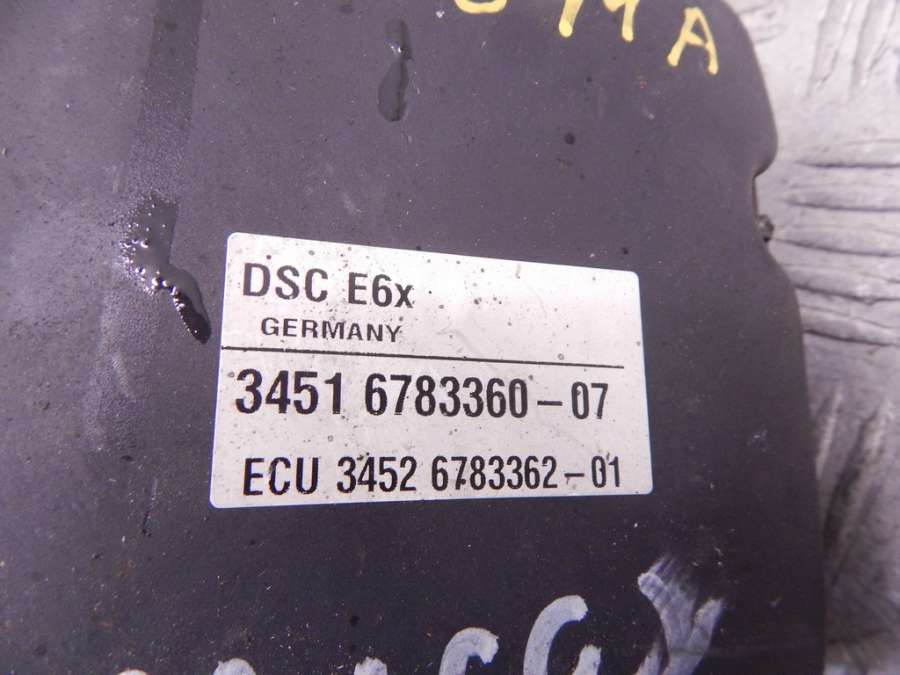 DSC E6x
GERMANY
3451 6783360-07
ECU 3452 6783362-01